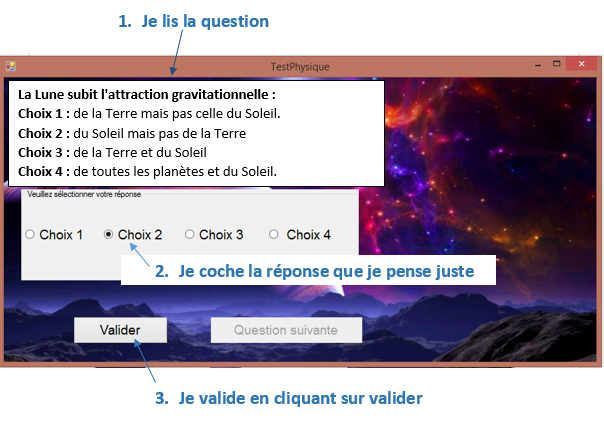 1. Je lis la question
TestPhysique
La Lune subit l'attraction gravitationnelle :
Choix 1 : de la Terre mais pas celle du Soleil.
Choix 2 : du Soleil mais pas de la Terre
Choix 3 : de la Terre et du Soleil
Choix 4 : de toutes les planètes et du Soleil.
Veuillez sélectionner votre réponse
Choix 1 Choix 2 Choix 3 Choix 4
2. Je coche la réponse que je pense juste
Valider Question suivante
3. Je valide en cliquant sur valider